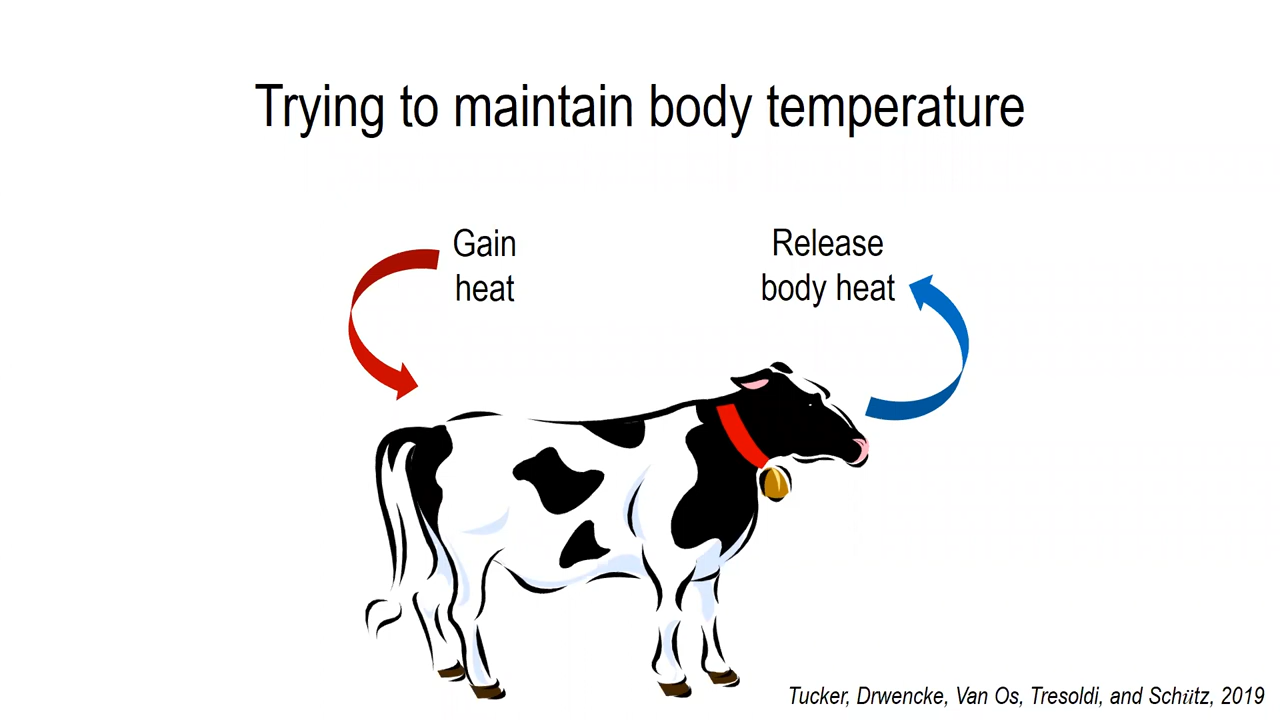 Trying to maintain body temperature
Gain
heat
Release
body heat
Tucker, Drwencke, Van Os, Tresoldi, and Schütz, 2019